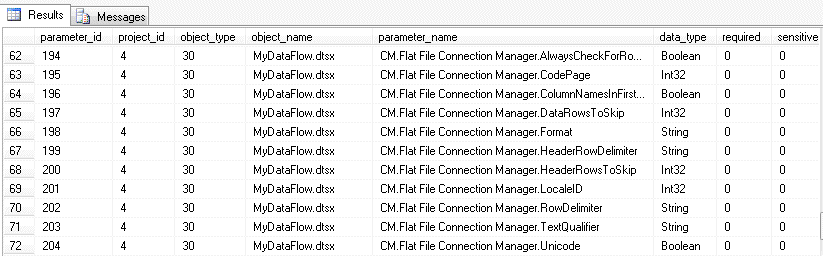 Results Messages
parameter_id project_id object_type object_name parameter_name data_type required sensitive
62 194 4 30 MyDataFlow.dtsx CM.Flat File Connection Manager.AlwaysCheckForRo... Boolean 0 0
63 195 4 30 MyDataFlow.dtsx CM.Flat File Connection Manager.CodePage Int32 0 0
64 196 4 30 MyDataFlow.dtsx CM.Flat File Connection Manager.ColumnNamesInFirst... Boolean 0 0
65 197 4 30 MyDataFlow.dtsx CM.Flat File Connection Manager.DataRowsToSkip Int32 0 0
66 198 4 30 MyDataFlow.dtsx CM.Flat File Connection Manager.Format String 0 0
67 199 4 30 MyDataFlow.dtsx CM.Flat File Connection Manager.HeaderRowDelimiter String 0 0
68 200 4 30 MyDataFlow.dtsx CM.Flat File Connection Manager.HeaderRowsToSkip Int32 0 0
69 201 4 30 MyDataFlow.dtsx CM.Flat File Connection Manager.LocaleID Int32 0 0
70 202 4 30 MyDataFlow.dtsx CM.Flat File Connection Manager.RowDelimiter String 0 0
71 203 4 30 MyDataFlow.dtsx CM.Flat File Connection Manager.TextQualifier String 0 0
72 204 4 30 MyDataFlow.dtsx CM.Flat File Connection Manager.Unicode Boolean 0 0